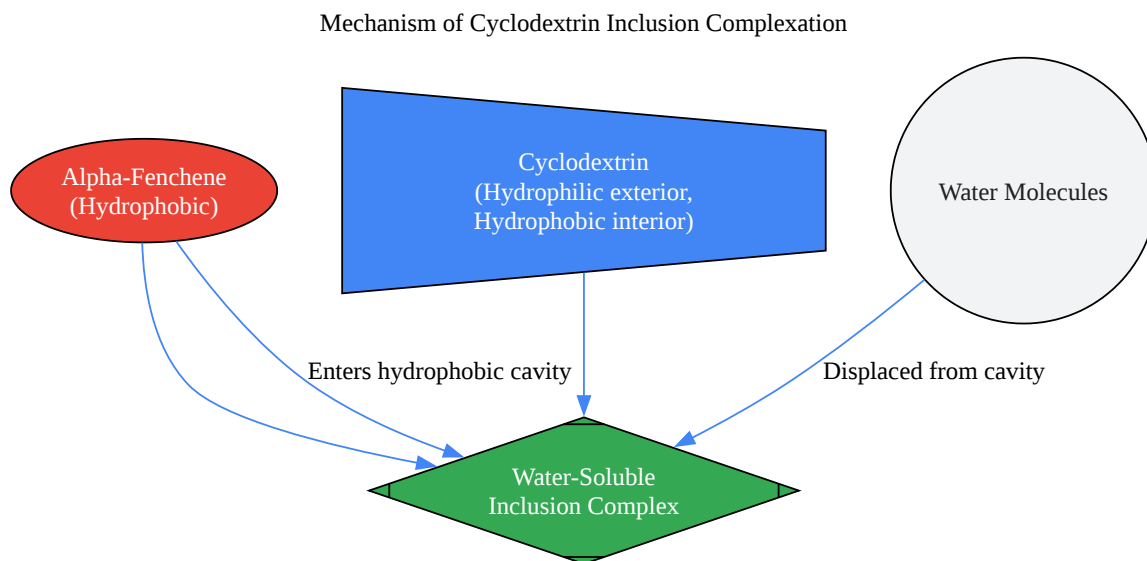 Mechanism of Cyclodextrin Inclusion Complexation
Alpha-Fenchene
(Hydrophobic)
Cyclodextrin
(Hydrophilic exterior,
Hydrophobic interior)
Water Molecules
Enters hydrophobic cavity
Displaced from cavity
Water-Soluble
Inclusion Complex